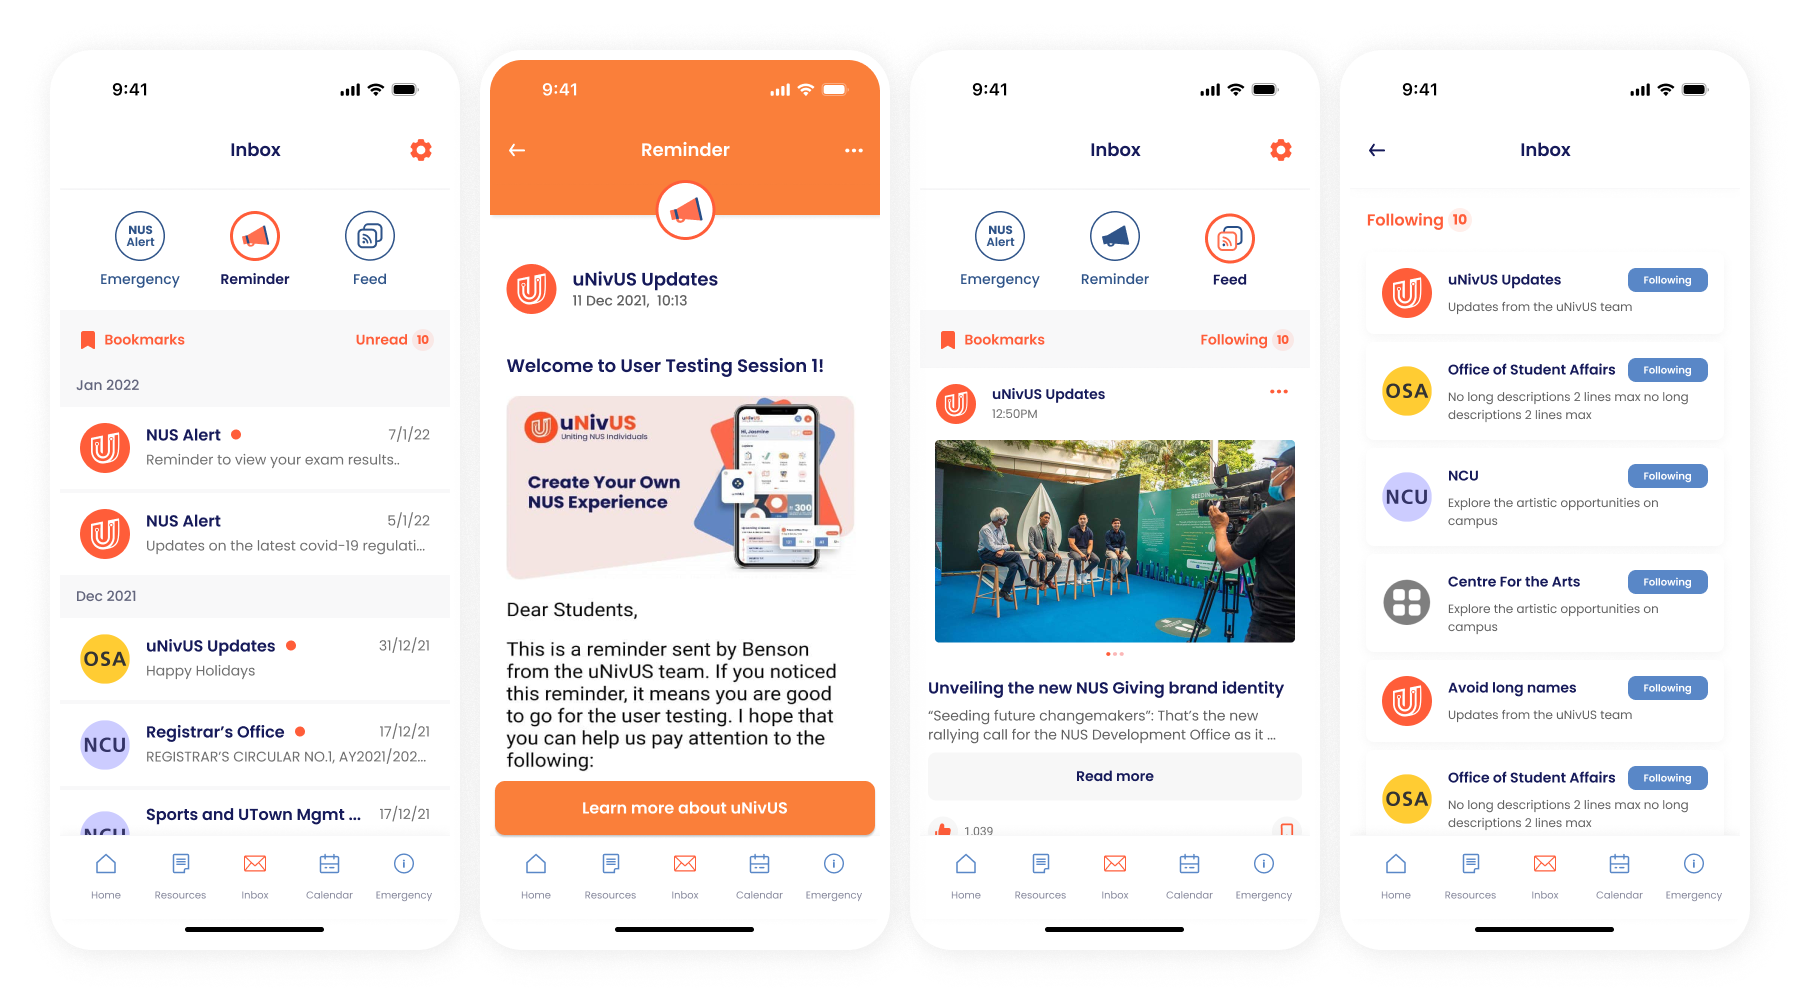 9:41
Inbox
NUS
Alert
Emergency
Reminder
Feed
Bookmarks
Unread 10
Jan 2022
NUS Alert
7/1/22
Reminder to view your exam results..
NUS Alert
5/1/22
Updates on the latest covid-19 regulati...
Dec 2021
OSA
uNivUS Updates
31/12/21
Happy Holidays
NCU
Registrar’s Office
17/12/21
REGISTRAR’S CIRCULAR NO.1, AY2021/202...
NCU
Sports and UTown Mgmt ...
17/12/21
Home
Resources
Inbox
Calendar
Emergency
9:41
Reminder
uNivUS Updates
11 Dec 2021, 10:13
Welcome to User Testing Session 1!
uNivUS
Uniting NUS Individuals
Create Your Own
NUS Experience
Hi, Jasmine
300
Dear Students,
This is a reminder sent by Benson
from the uNivUS team. If you noticed
this reminder, it means you are good
to go for the user testing. I hope that
you can help us pay attention to the
following:
Learn more about uNivUS
Home
Resources
Inbox
Calendar
Emergency
9:41
Inbox
NUS
Alert
Emergency
Reminder
Feed
Bookmarks
Following 10
uNivUS Updates
12:50PM
SEEDING
Unveiling the new NUS Giving brand identity
“Seeding future changemakers”: That’s the new
rallying call for the NUS Development Office as it ...
Read more
1,039
Home
Resources
Inbox
Calendar
Emergency
9:41
Inbox
Following 10
uNivUS Updates
Following
Updates from the uNivUS team
OSA
Office of Student Affairs
Following
No long descriptions 2 lines max no long
descriptions 2 lines max
NCU
NCU
Following
Explore the artistic opportunities on
campus
Centre For the Arts
Following
Explore the artistic opportunities on
campus
Avoid long names
Following
Updates from the uNivUS team
OSA
Office of Student Affairs
Following
No long descriptions 2 lines max no long
descriptions 2 lines max
Home
Resources
Inbox
Calendar
Emergency